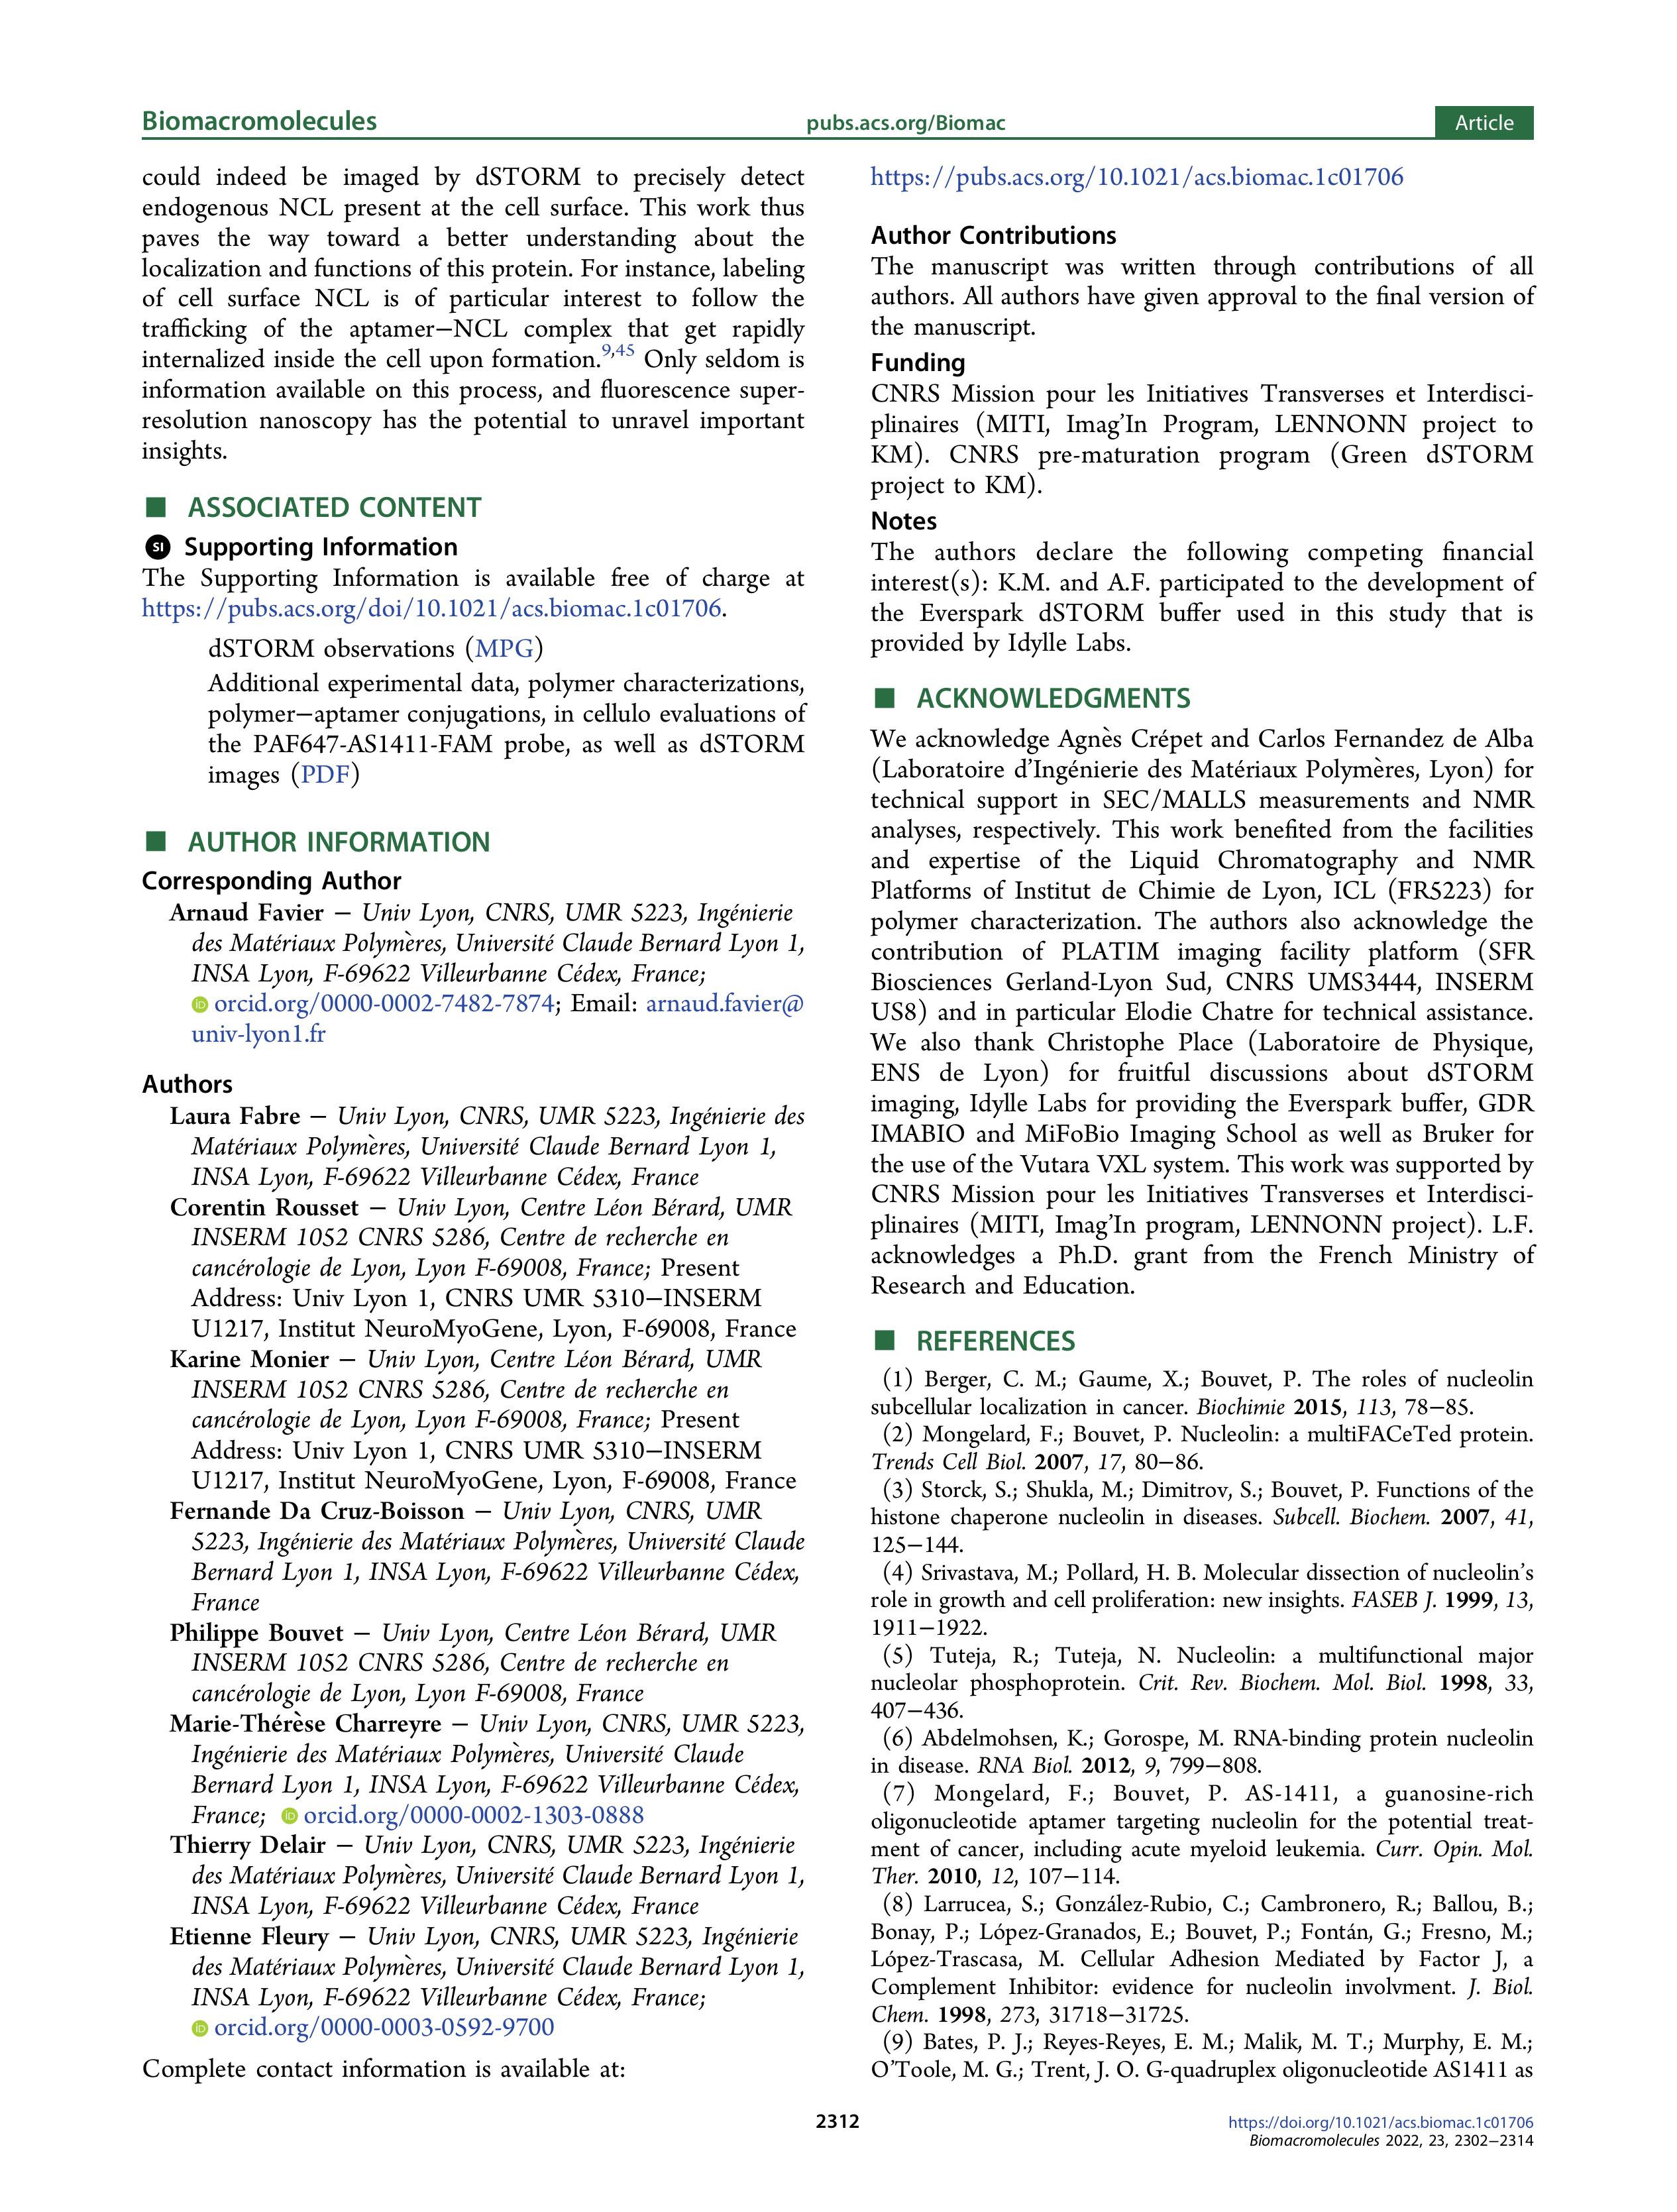 Biomacromolecules
pubs.acs.org/Biomac
Article
could indeed be imaged by dSTORM to precisely detect
endogenous NCL present at the cell surface. This work thus
paves the way toward a better understanding about the
localization and functions of this protein. For instance, labeling
of cell surface NCL is of particular interest to follow the
trafficking of the aptamer−NCL complex that get rapidly
internalized inside the cell upon formation.9,45 Only seldom is
information available on this process, and fluorescence super-
resolution nanoscopy has the potential to unravel important
insights.
■ ASSOCIATED CONTENT
SI Supporting Information
The Supporting Information is available free of charge at
https://pubs.acs.org/doi/10.1021/acs.biomac.1c01706.
dSTORM observations (MPG)
Additional experimental data, polymer characterizations,
polymer−aptamer conjugations, in cellulo evaluations of
the PAF647-AS1411-FAM probe, as well as dSTORM
images (PDF)
■ AUTHOR INFORMATION
Corresponding Author
Arnaud Favier − Univ Lyon, CNRS, UMR 5223, Ingénierie
des Matériaux Polymères, Université Claude Bernard Lyon 1,
INSA Lyon, F-69622 Villeurbanne Cédex, France;
iD orcid.org/0000-0002-7482-7874; Email: arnaud.favier@
univ-lyon1.fr
Authors
Laura Fabre − Univ Lyon, CNRS, UMR 5223, Ingénierie des
Matériaux Polymères, Université Claude Bernard Lyon 1,
INSA Lyon, F-69622 Villeurbanne Cédex, France
Corentin Rousset − Univ Lyon, Centre Léon Bérard, UMR
INSERM 1052 CNRS 5286, Centre de recherche en
cancérologie de Lyon, Lyon F-69008, France; Present
Address: Univ Lyon 1, CNRS UMR 5310−INSERM
U1217, Institut NeuroMyoGene, Lyon, F-69008, France
Karine Monier − Univ Lyon, Centre Léon Bérard, UMR
INSERM 1052 CNRS 5286, Centre de recherche en
cancérologie de Lyon, Lyon F-69008, France; Present
Address: Univ Lyon 1, CNRS UMR 5310−INSERM
U1217, Institut NeuroMyoGene, Lyon, F-69008, France
Fernande Da Cruz-Boisson − Univ Lyon, CNRS, UMR
5223, Ingénierie des Matériaux Polymères, Université Claude
Bernard Lyon 1, INSA Lyon, F-69622 Villeurbanne Cédex,
France
Philippe Bouvet − Univ Lyon, Centre Léon Bérard, UMR
INSERM 1052 CNRS 5286, Centre de recherche en
cancérologie de Lyon, Lyon F-69008, France
Marie-Thérèse Charreyre − Univ Lyon, CNRS, UMR 5223,
Ingénierie des Matériaux Polymères, Université Claude
Bernard Lyon 1, INSA Lyon, F-69622 Villeurbanne Cédex,
France; iD orcid.org/0000-0002-1303-0888
Thierry Delair − Univ Lyon, CNRS, UMR 5223, Ingénierie
des Matériaux Polymères, Université Claude Bernard Lyon 1,
INSA Lyon, F-69622 Villeurbanne Cédex, France
Etienne Fleury − Univ Lyon, CNRS, UMR 5223, Ingénierie
des Matériaux Polymères, Université Claude Bernard Lyon 1,
INSA Lyon, F-69622 Villeurbanne Cédex, France;
iD orcid.org/0000-0003-0592-9700
Complete contact information is available at:
https://pubs.acs.org/10.1021/acs.biomac.1c01706
Author Contributions
The manuscript was written through contributions of all
authors. All authors have given approval to the final version of
the manuscript.
Funding
CNRS Mission pour les Initiatives Transverses et Interdisci-
plinaires (MITI, Imag'In Program, LENNONN project to
KM). CNRS pre-maturation program (Green dSTORM
project to KM).
Notes
The authors declare the following competing financial
interest(s): K.M. and A.F. participated to the development of
the Everspark dSTORM buffer used in this study that is
provided by Idylle Labs.
■ ACKNOWLEDGMENTS
We acknowledge Agnès Crépet and Carlos Fernandez de Alba
(Laboratoire d'Ingénierie des Matériaux Polymères, Lyon) for
technical support in SEC/MALLS measurements and NMR
analyses, respectively. This work benefited from the facilities
and expertise of the Liquid Chromatography and NMR
Platforms of Institut de Chimie de Lyon, ICL (FR5223) for
polymer characterization. The authors also acknowledge the
contribution of PLATIM imaging facility platform (SFR
Biosciences Gerland-Lyon Sud, CNRS UMS3444, INSERM
US8) and in particular Elodie Chatre for technical assistance.
We also thank Christophe Place (Laboratoire de Physique,
ENS de Lyon) for fruitful discussions about dSTORM
imaging, Idylle Labs for providing the Everspark buffer, GDR
IMABIO and MiFoBio Imaging School as well as Bruker for
the use of the Vutara VXL system. This work was supported by
CNRS Mission pour les Initiatives Transverses et Interdisci-
plinaires (MITI, Imag'In program, LENNONN project). L.F.
acknowledges a Ph.D. grant from the French Ministry of
Research and Education.
■ REFERENCES
(1) Berger, C. M.; Gaume, X.; Bouvet, P. The roles of nucleolin
subcellular localization in cancer. Biochimie 2015, 113, 78−85.
(2) Mongelard, F.; Bouvet, P. Nucleolin: a multiFACeTed protein.
Trends Cell Biol. 2007, 17, 80−86.
(3) Storck, S.; Shukla, M.; Dimitrov, S.; Bouvet, P. Functions of the
histone chaperone nucleolin in diseases. Subcell. Biochem. 2007, 41,
125−144.
(4) Srivastava, M.; Pollard, H. B. Molecular dissection of nucleolin's
role in growth and cell proliferation: new insights. FASEB J. 1999, 13,
1911−1922.
(5) Tuteja, R.; Tuteja, N. Nucleolin: a multifunctional major
nucleolar phosphoprotein. Crit. Rev. Biochem. Mol. Biol. 1998, 33,
407−436.
(6) Abdelmohsen, K.; Gorospe, M. RNA-binding protein nucleolin
in disease. RNA Biol. 2012, 9, 799−808.
(7) Mongelard, F.; Bouvet, P. AS-1411, a guanosine-rich
oligonucleotide aptamer targeting nucleolin for the potential treat-
ment of cancer, including acute myeloid leukemia. Curr. Opin. Mol.
Ther. 2010, 12, 107−114.
(8) Larrucea, S.; González-Rubio, C.; Cambronero, R.; Ballou, B.;
Bonay, P.; López-Granados, E.; Bouvet, P.; Fontán, G.; Fresno, M.;
López-Trascasa, M. Cellular Adhesion Mediated by Factor J, a
Complement Inhibitor: evidence for nucleolin involvment. J. Biol.
Chem. 1998, 273, 31718−31725.
(9) Bates, P. J.; Reyes-Reyes, E. M.; Malik, M. T.; Murphy, E. M.;
O'Toole, M. G.; Trent, J. O. G-quadruplex oligonucleotide AS1411 as
2312
https://doi.org/10.1021/acs.biomac.1c01706
Biomacromolecules 2022, 23, 2302−2314